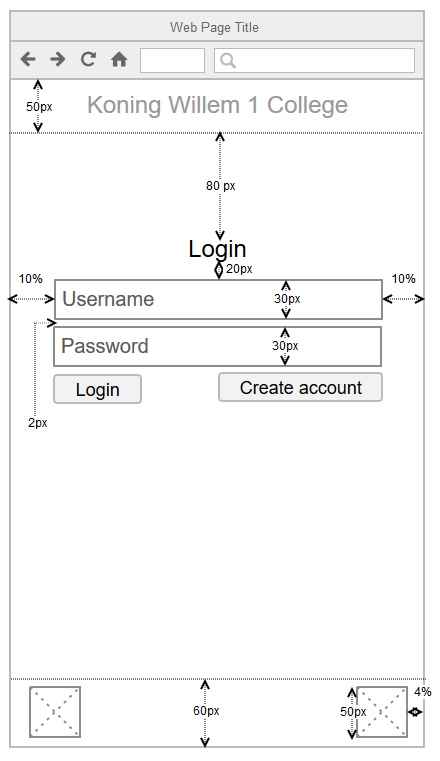 Web Page Title
50px
Koning Willem 1 College
80 px
Login
20px
10%
10%
Username
30px
Password
30px
Login
Create account
2px
4%
60px
50px